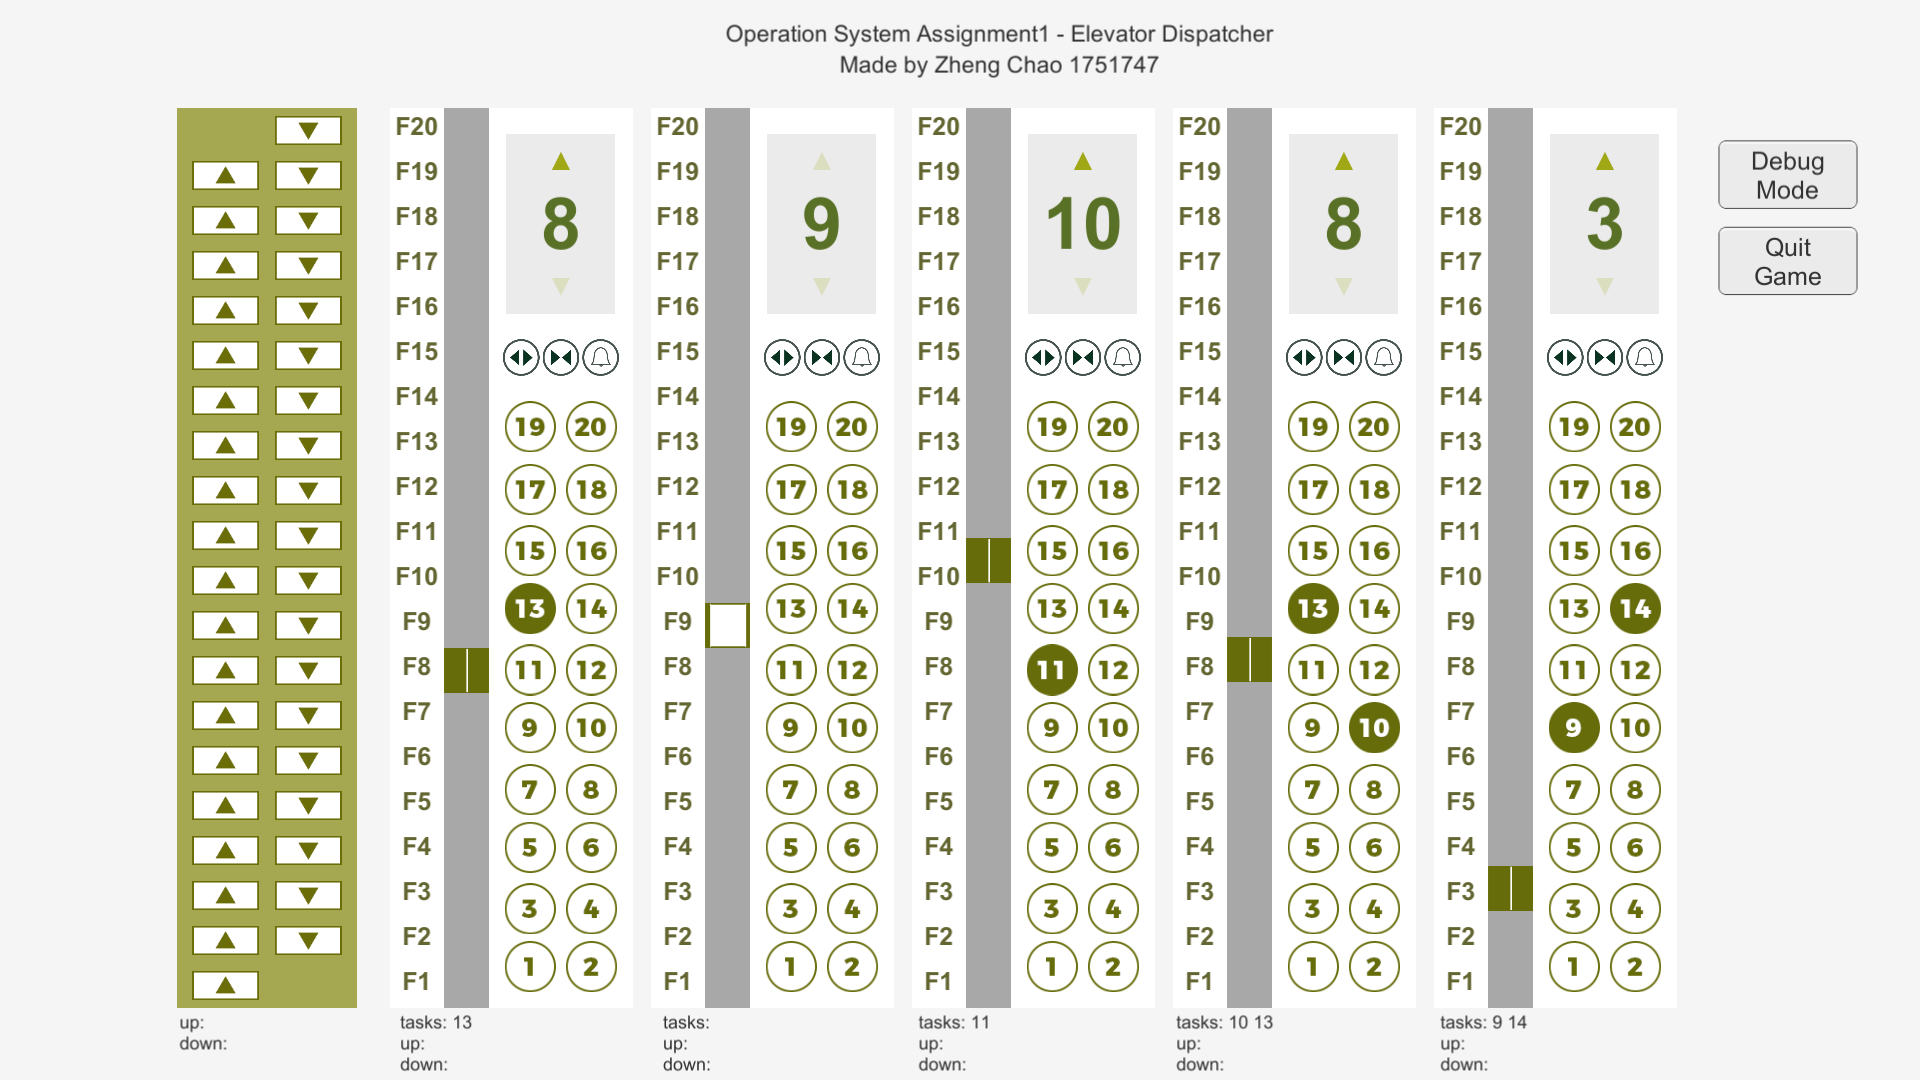 Operation System Assignment1 - Elevator Dispatcher
Made by Zheng Chao 1751747
F20 F20 F20 F20 F20
F19 F19 F19 F19 F19
F18 8 F18 9 F18 10 F18 8 F18 3
F17 F17 F17 F17 F17
F16 F16 F16 F16 F16
F15 F15 F15 F15 F15
F14 F14 F14 F14 F14
19 20 19 20 19 20 19 20 19 20
F13 F13 F13 F13 F13
F12 17 18 F12 17 18 F12 17 18 F12 17 18 F12 17 18
F11 15 16 F11 15 16 F11 15 16 F11 15 16 F11 15 16
F10 F10 F10 F10 F10
13 14 13 14 13 14 13 14 13 14
F9 F9 F9 F9 F9
F8 11 12 F8 11 12 F8 11 12 F8 11 12 F8 11 12
F7 9 10 F7 9 10 F7 9 10 F7 9 10 F7 9 10
F6 F6 F6 F6 F6
F5 7 8 F5 7 8 F5 7 8 F5 7 8 F5 7 8
F4 5 6 F4 5 6 F4 5 6 F4 5 6 F4 5 6
F3 3 4 F3 3 4 F3 3 4 F3 3 4 F3 3 4
F2 F2 F2 F2 F2
F1 1 2 F1 1 2 F1 1 2 F1 1 2 F1 1 2
Debug
Mode
Quit
Game
up:
down:
tasks: 13
up:
down:
tasks:
up:
down:
tasks: 11
up:
down:
tasks: 10 13
up:
down:
tasks: 9 14
up:
down: